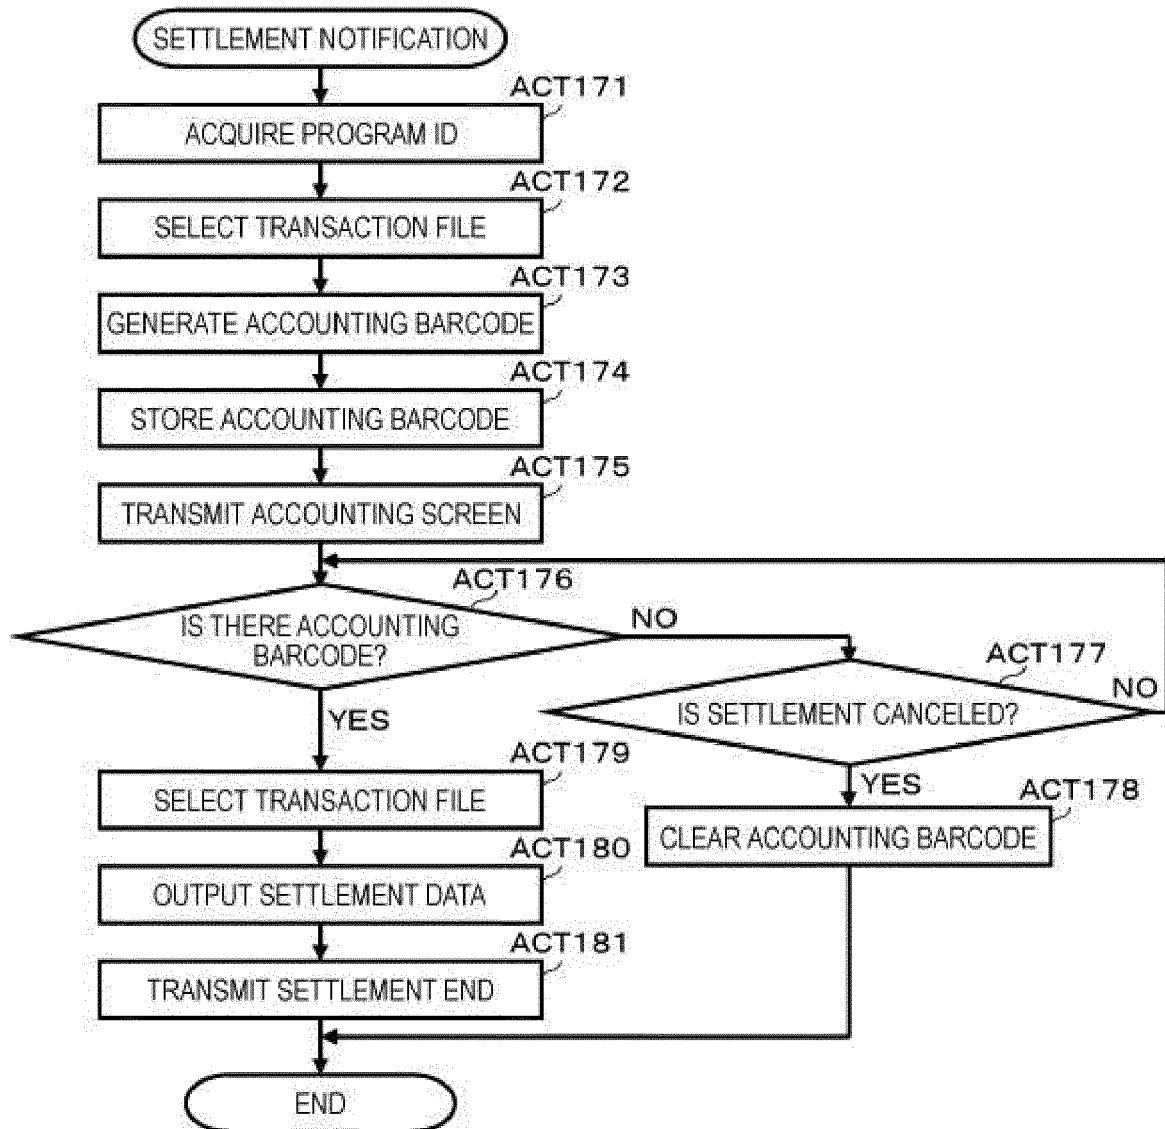 SETTLEMENT NOTIFICATION
ACT171
ACQUIRE PROGRAM ID
ACT172
SELECT TRANSACTION FILE
ACT173
GENERATE ACCOUNTING BARCODE
ACT174
STORE ACCOUNTING BARCODE
ACT175
TRANSMIT ACCOUNTING SCREEN
ACT176
IS THERE ACCOUNTING
BARCODE?
NO
ACT177
IS SETTLEMENT CANCELED?
NO
YES
YES
ACT178
CLEAR ACCOUNTING BARCODE
ACT179
SELECT TRANSACTION FILE
ACT180
OUTPUT SETTLEMENT DATA
ACT181
TRANSMIT SETTLEMENT END
END